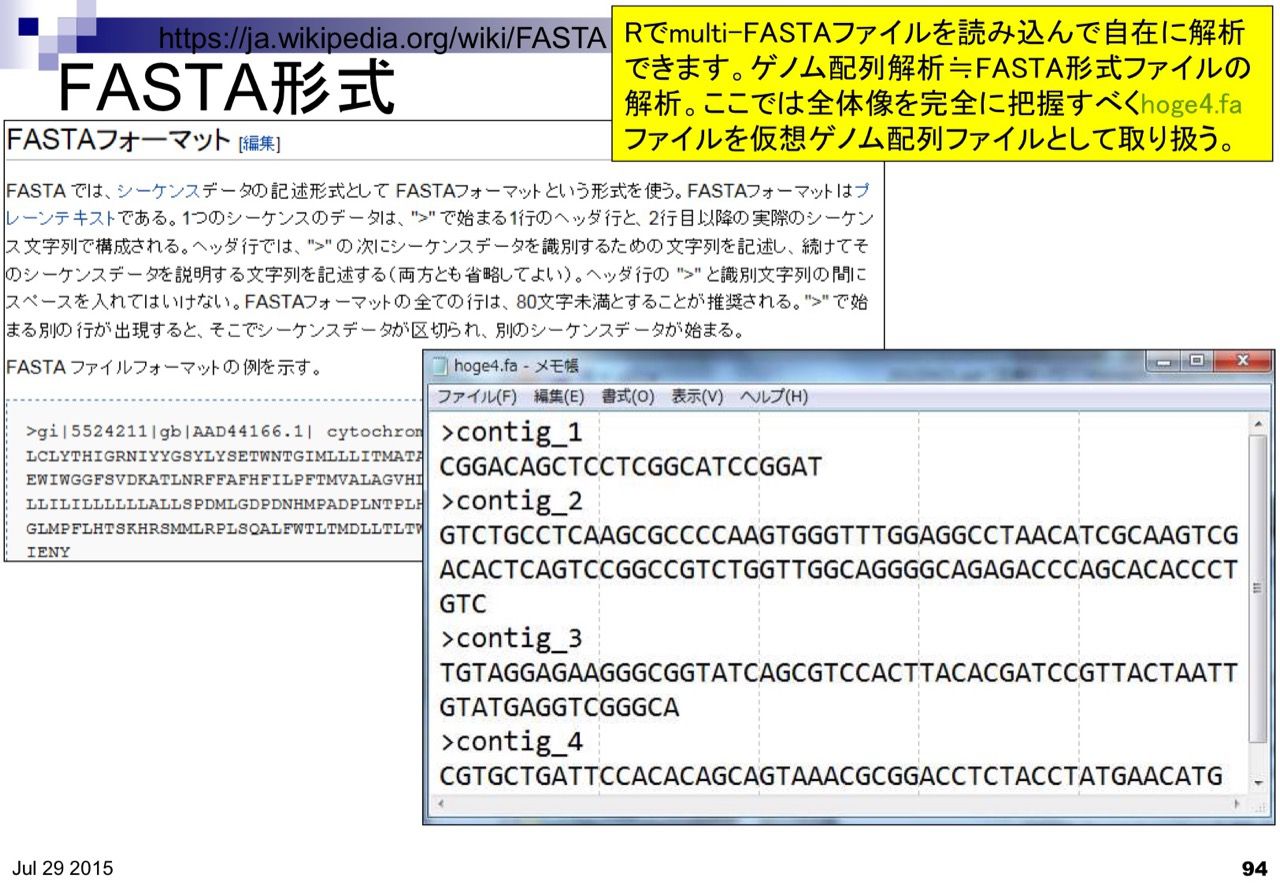 https://ja.wikipedia.org/wiki/FASTA
FASTA形式
Rでmulti-FASTAファイルを読み込んで自在に解析
できます。ゲノム配列解析≒FASTA形式ファイルの
解析。ここでは全体像を完全に把握すべくhoge4.fa
ファイルを仮想ゲノム配列ファイルとして取り扱う。
FASTAフォーマット [編集]
FASTA では、シーケンスデータの記述形式として FASTAフォーマットという形式を使う。FASTAフォーマットはプ
レーンテキストである。1つのシーケンスのデータは、">" で始まる1行のヘッダ行と、2行目以降の実際のシーケン
ス文字列で構成される。ヘッダ行では、">" の次にシーケンスデータを識別するための文字列を記述し、続けてそ
のシーケンスデータを説明する文字列を記述する（両方とも省略してよい）。ヘッダ行の ">" と識別文字列の間に
スペースを入れてはいけない。FASTAフォーマットの全ての行は、80文字未満とすることが推奨される。">" で始
まる別の行が出現すると、そこでシーケンスデータが区切られ、別のシーケンスデータが始まる。
FASTA ファイルフォーマットの例を示す。
>gi|5524211|gb|AAD44166.1| cytochrom
LCLYTHIGRNIYYGSYLYSETWNTGIMLLLITMATA
EWIWGGFSVDKATLNRFFAFHFILPFTMVALAGVHL
LLILILLLLLLALLSPDMLGDPDNHMPADPLNTPLH
GLMPFLHTSKHRSMMLRPLSQALFWTLTMDLLTLTW
IENY
hoge4.fa - メモ帳
ファイル(F) 編集(E) 書式(O) 表示(V) ヘルプ(H)
>contig_1
CGGACAGCTCCTCGGCATCCGGAT
>contig_2
GTCTGCCTCAAGCGCCCCAAGTGGGTTTGGAGGCCTAACATCGCAAGTCG
ACACTCAGTCCGGCCGTCTGGTTGGCAGGGGCAGAGACCCAGCACACCCT
GTC
>contig_3
TGTAGGAGAAGGGCGGTATCAGCGTCCACTTACACGATCCGTTACTAATT
GTATGAGGTCGGGCA
>contig_4
CGTGCTGATTCCACACAGCAGTAAACGCGGACCTCTACCTATGAACATG
Jul 29 2015
94